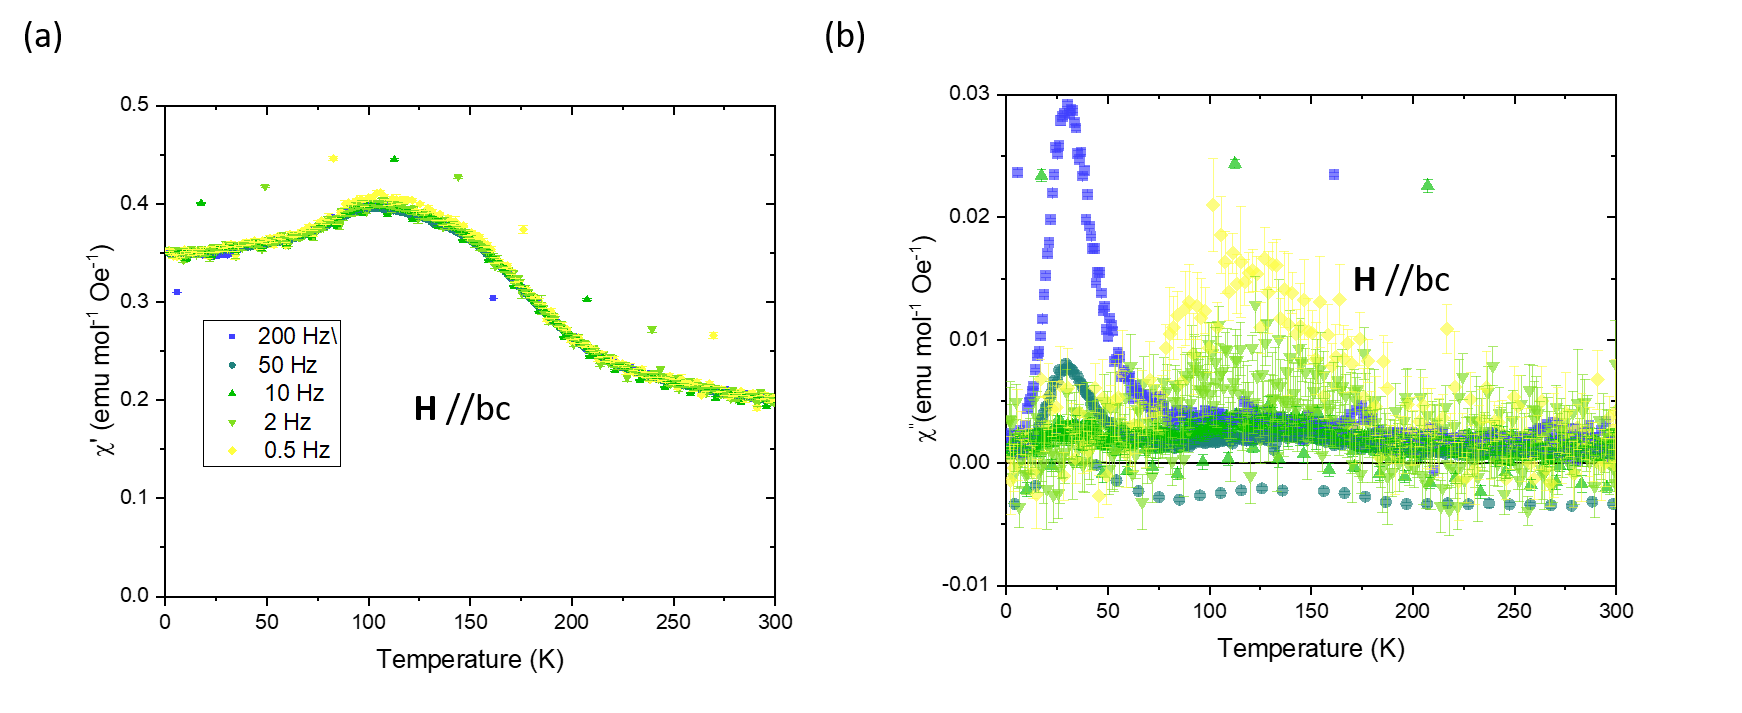 (a)
0.5
0.4
0.3
0.2
0.1
0.0
χ' (emu mol⁻¹ Oe⁻¹)
200 Hz\
50 Hz
10 Hz
2 Hz
0.5 Hz
H //bc
0 50 100 150 200 250 300
Temperature (K)
(b)
0.03
0.02
0.01
0.00
-0.01
χ" (emu mol⁻¹ Oe⁻¹)
H //bc
0 50 100 150 200 250 300
Temperature (K)